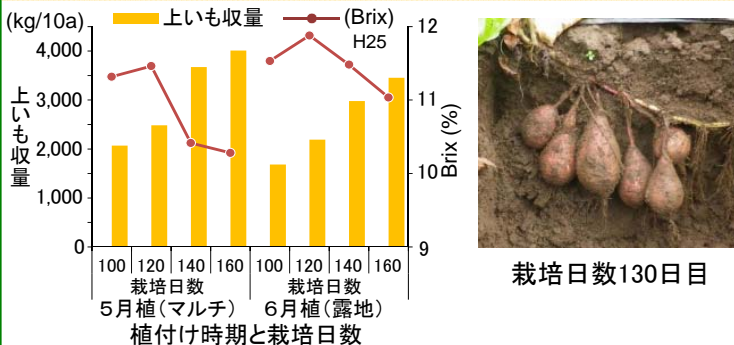 (kg/10a) 上いも収量 (Brix) 12
H25
4,000
11
3,000
上いも収量
2,000
10
Brix (%)
1,000
0
9
100 120 140 160 100 120 140 160
栽培日数 栽培日数
5月植(マルチ) 6月植(露地)
植付け時期と栽培日数
栽培日数130日目